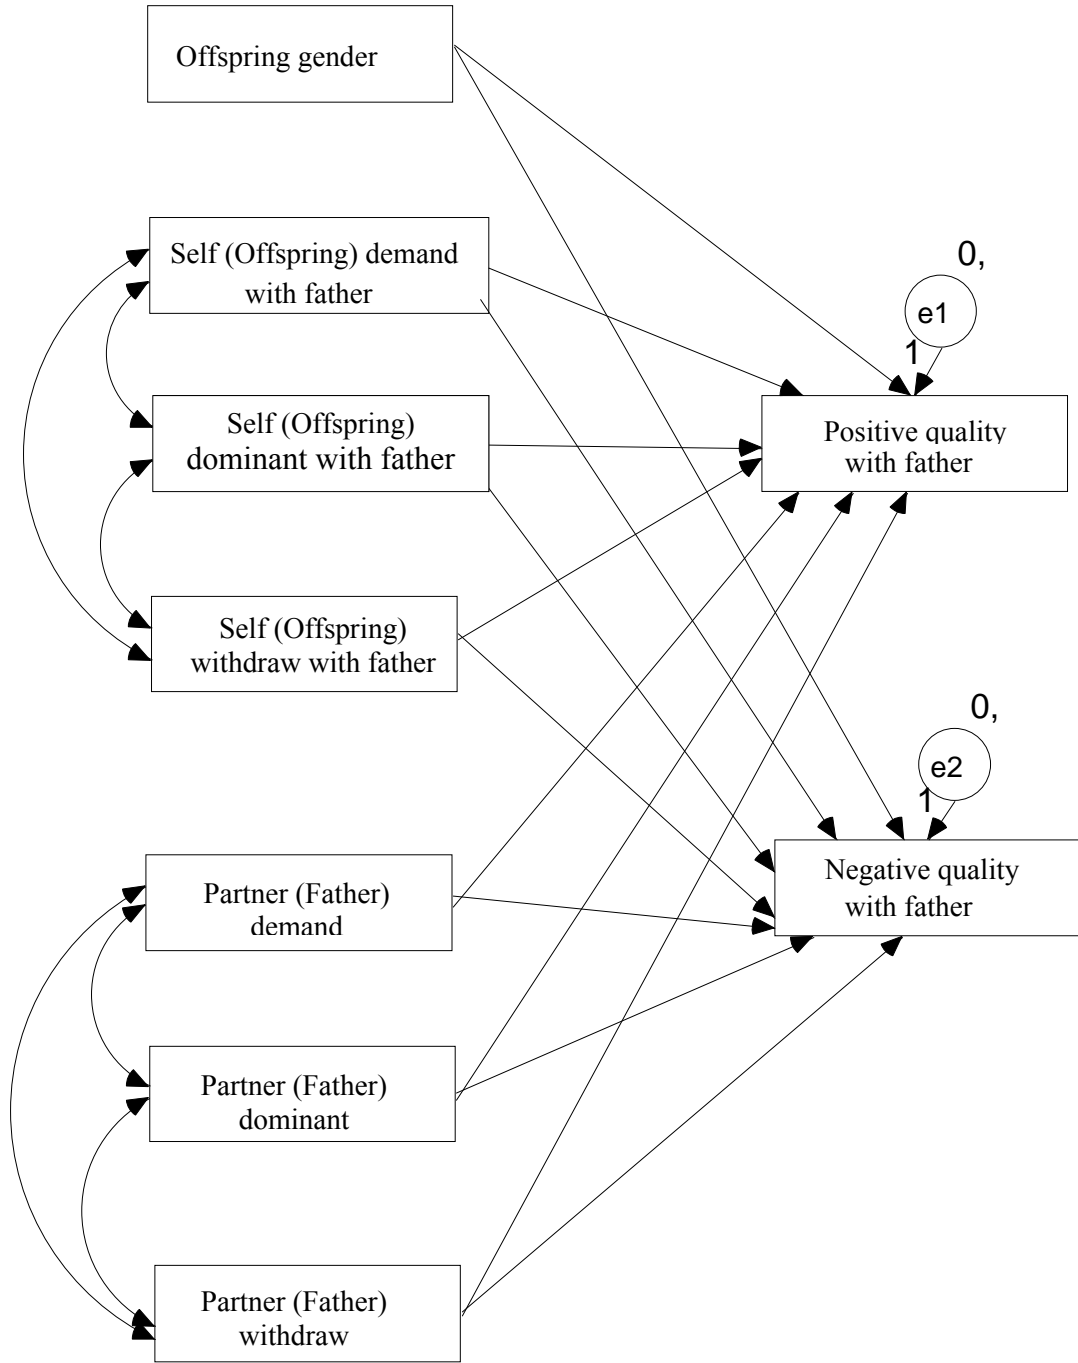 Offspring gender
Self (Offspring) demand
with father
0,
e1
1
Self (Offspring)
dominant with father
Positive quality
with father
Self (Offspring)
withdraw with father
0,
e2
1
Partner (Father)
demand
Negative quality
with father
Partner (Father)
dominant
Partner (Father)
withdraw